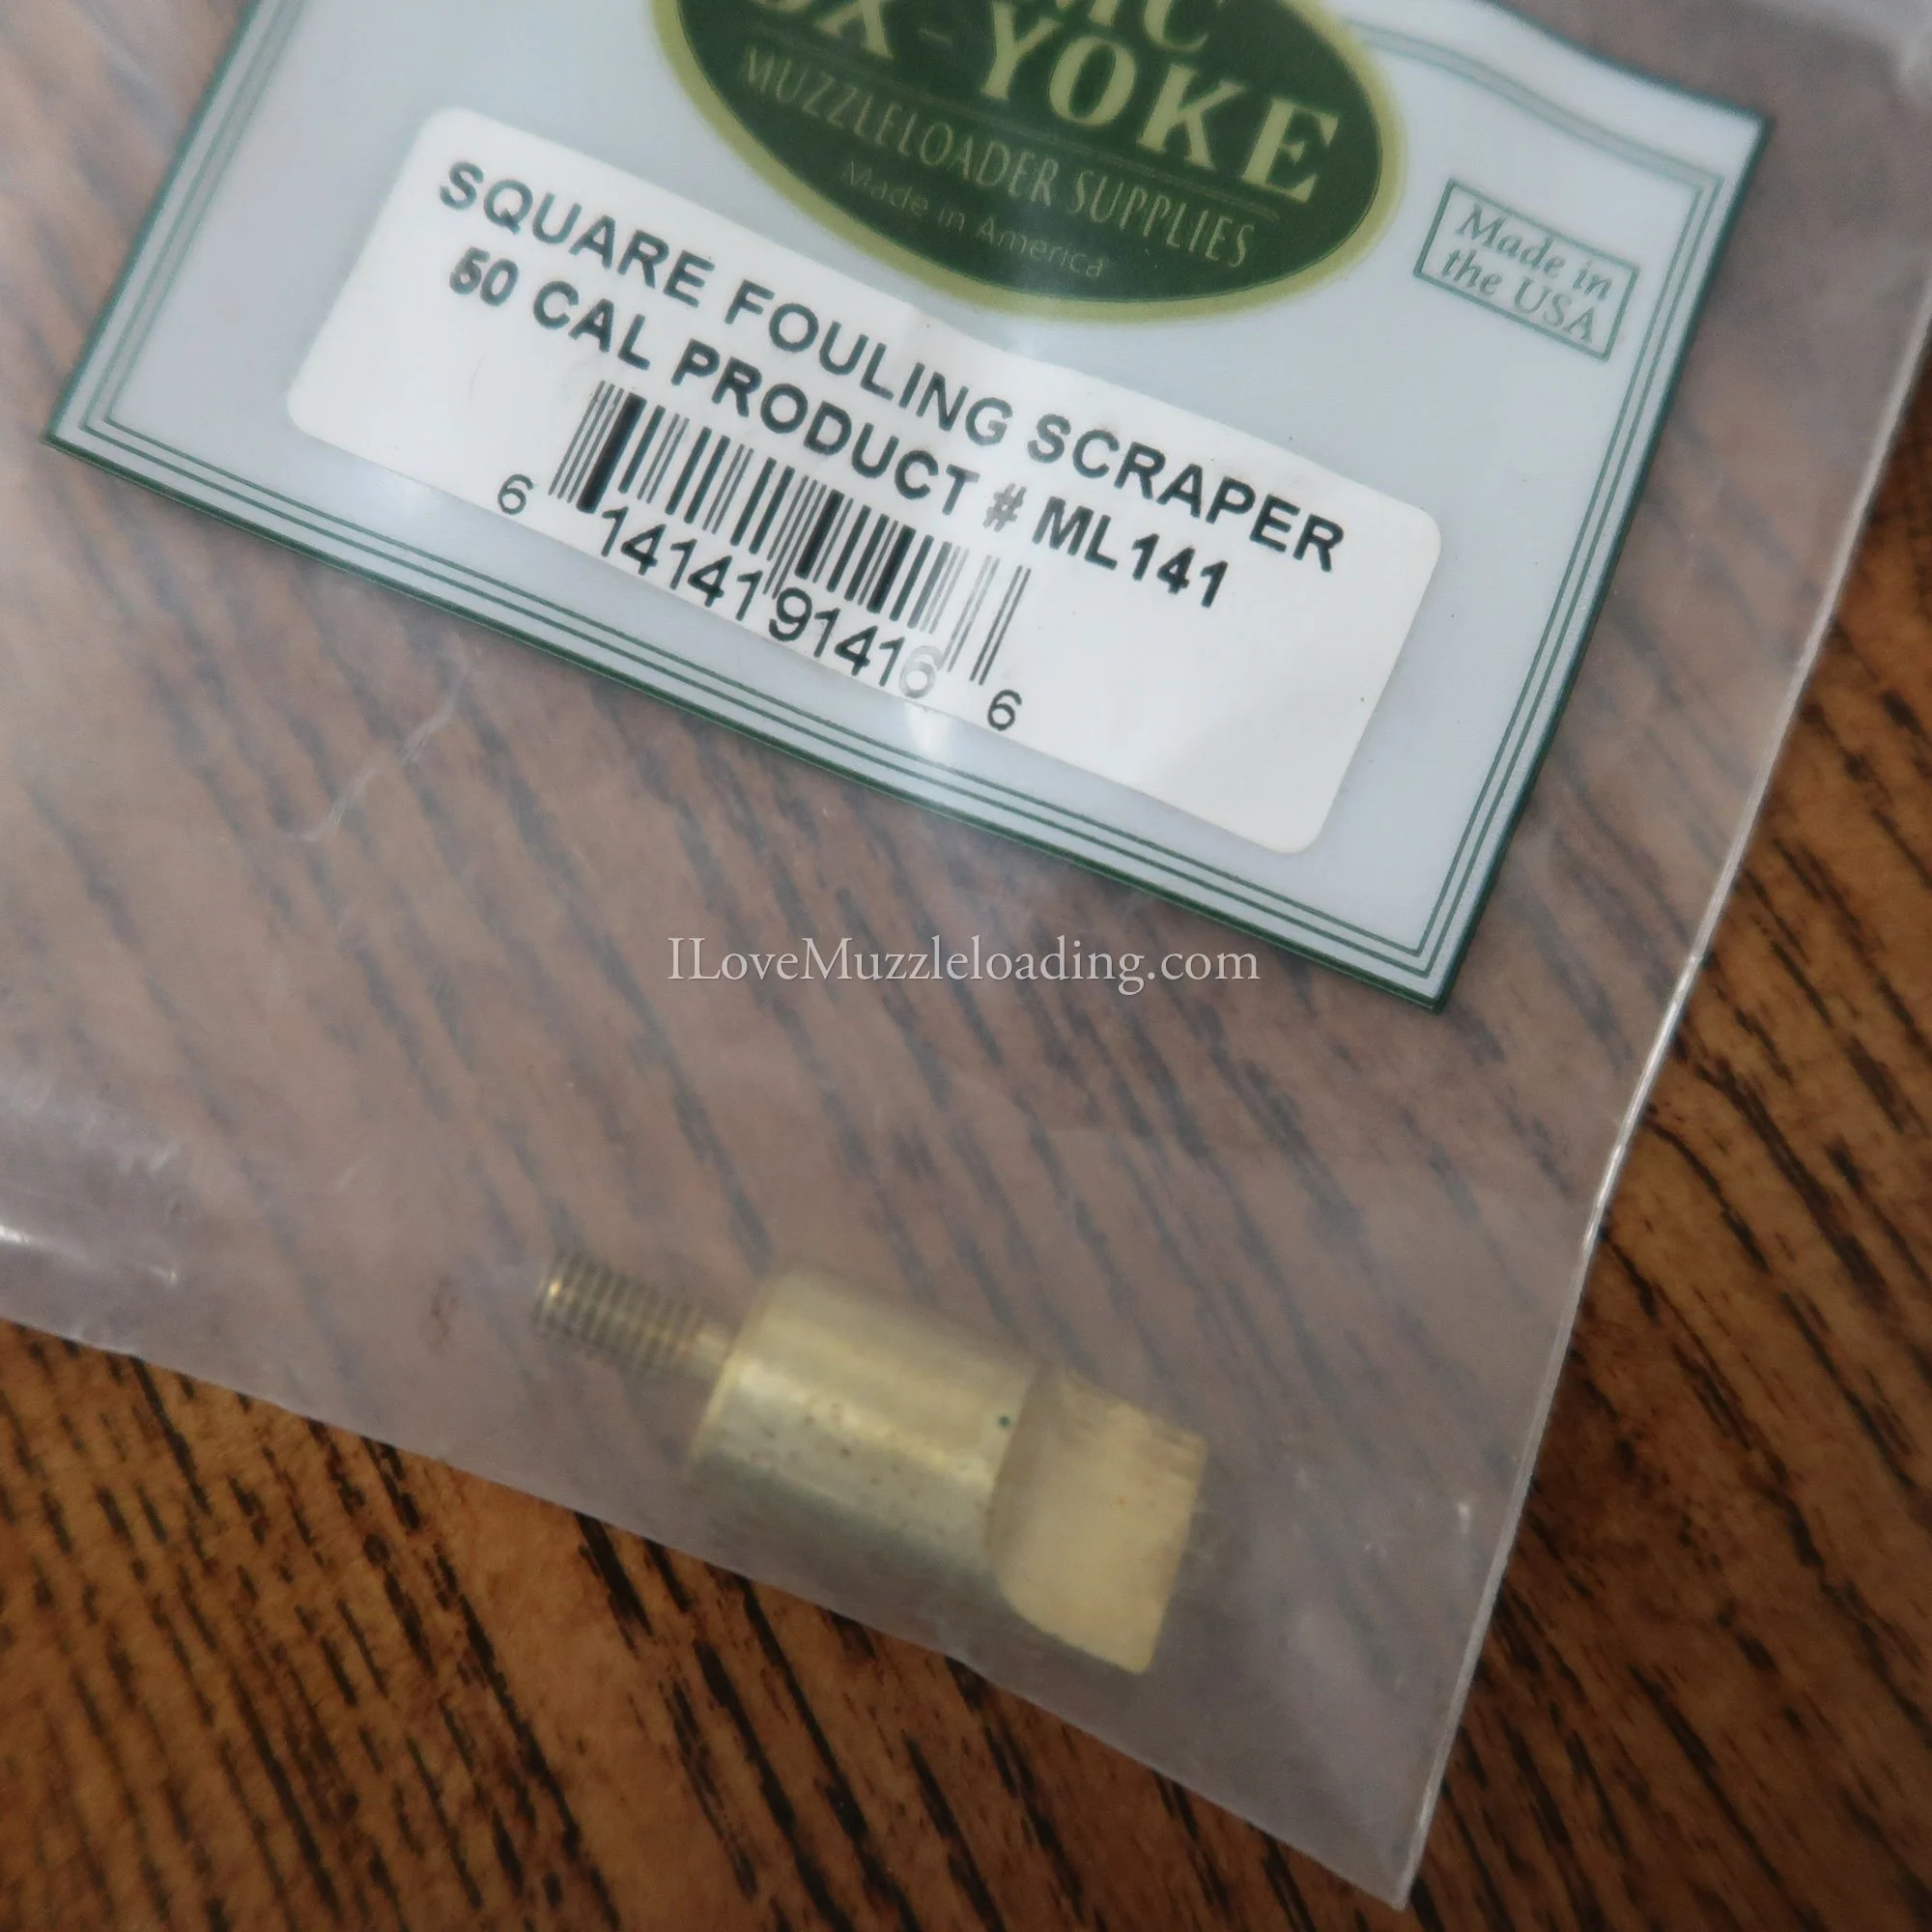 OX-YOKE
MUZZLELOADER SUPPLIES
Made in America
Made in
the USA
SQUARE FOULING SCRAPER
50 CAL PRODUCT # ML141
6 14141 91416 6
ILoveMuzzleloading.com